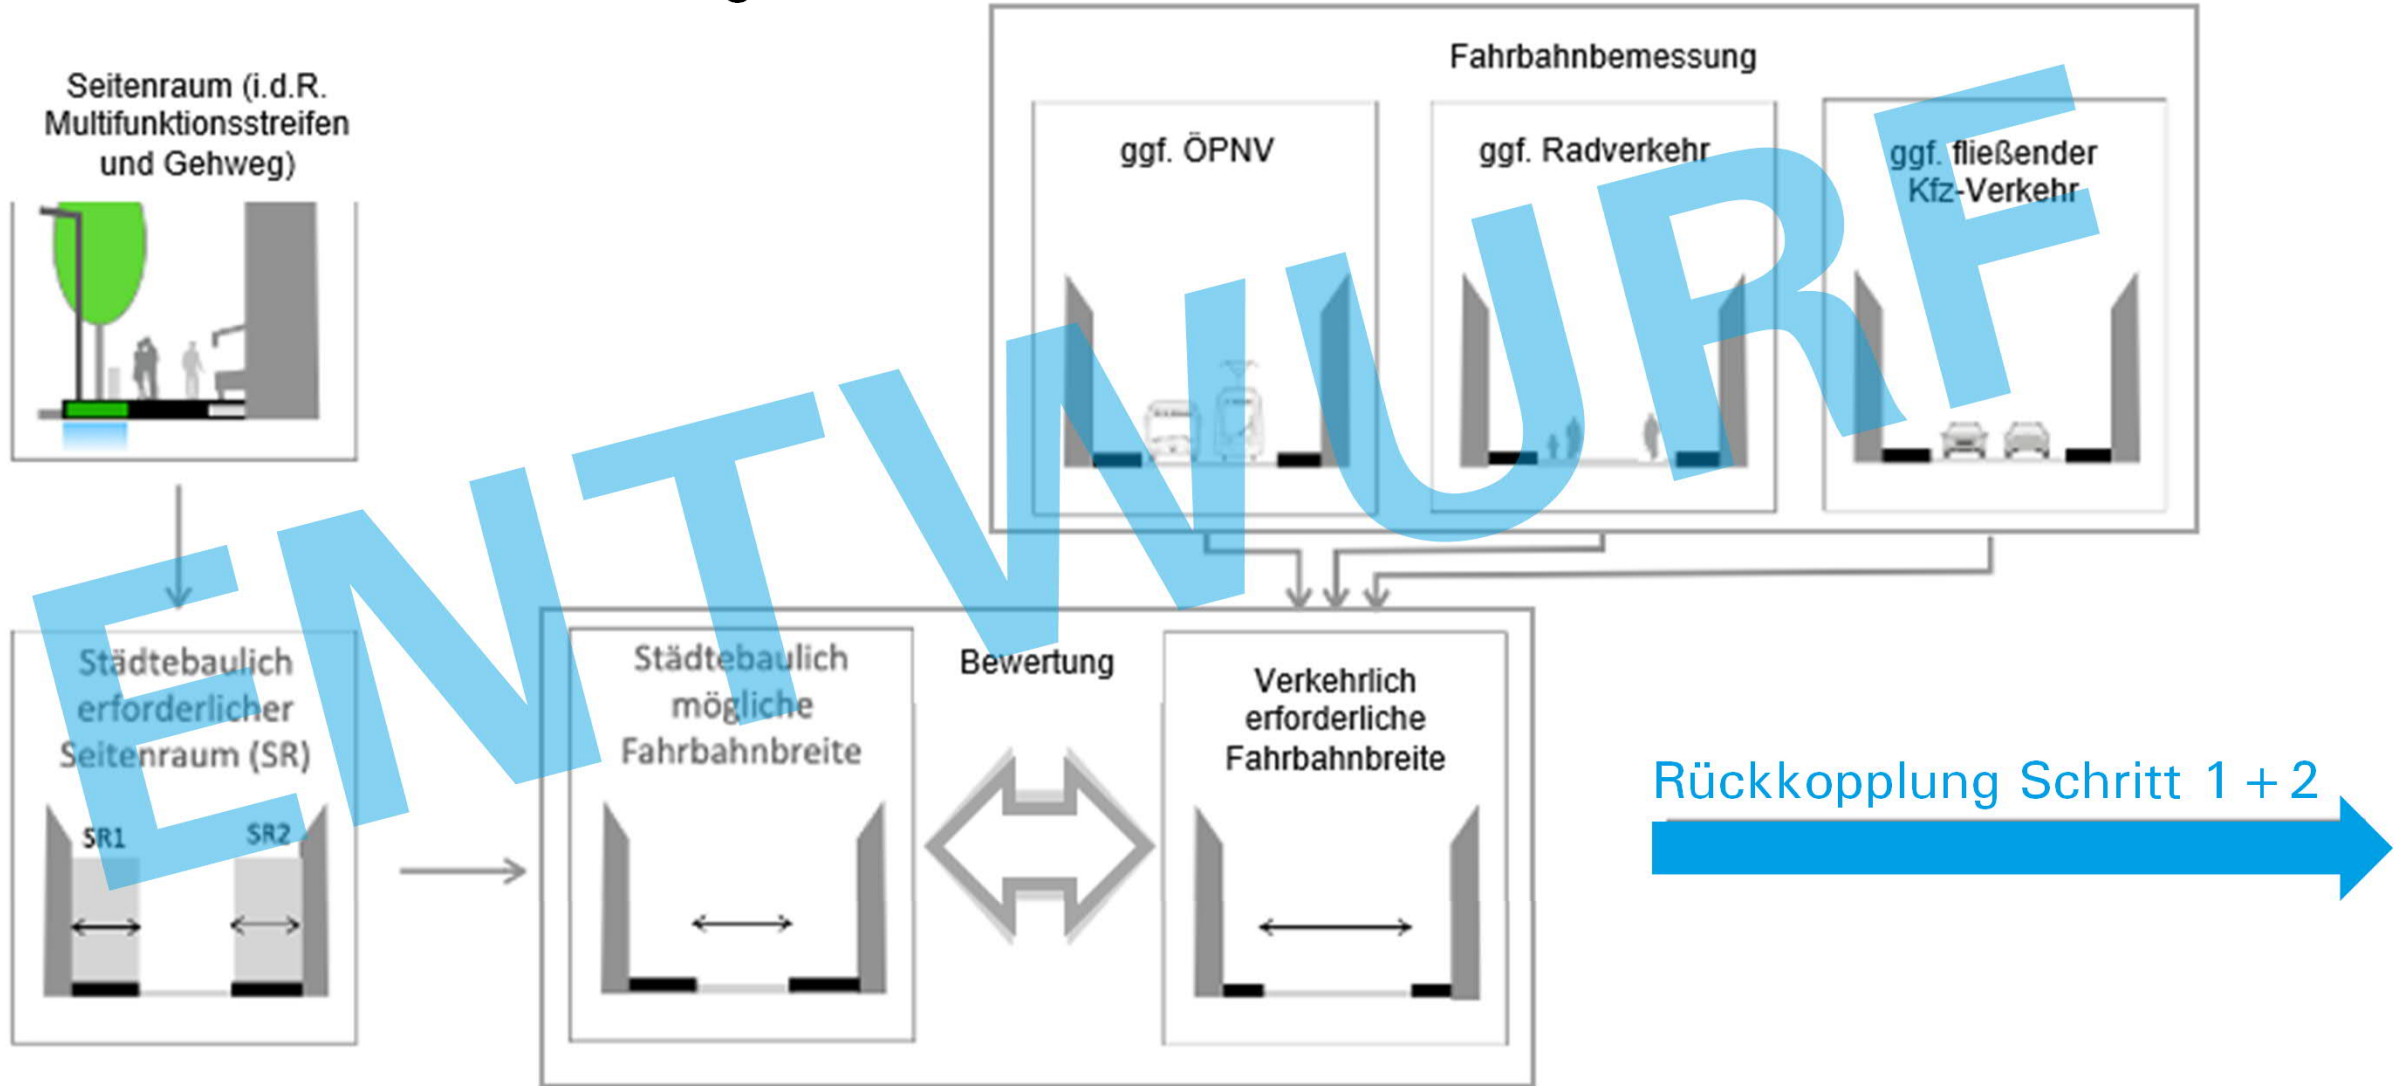 Fahrbahnbemessung
Seitenraum (i.d.R.
Multifunktionsstreifen
und Gehweg)
ggf. ÖPNV
ggf. Radverkehr
ggf. fließender
Kfz-Verkehr
ENTWURF
Städtebaulich
erforderlicher
Seitenraum (SR)
SR1
SR2
Städtebaulich
mögliche
Fahrbahnbreite
Bewertung
Verkehrlich
erforderliche
Fahrbahnbreite
Rückkopplung Schritt 1 + 2